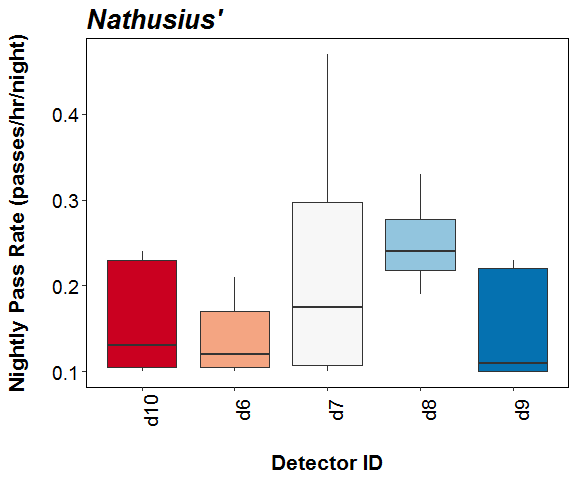 Nathusius'
Nightly Pass Rate (passes/hr/night)
0.4
0.3
0.2
0.1
d10
d6
d7
d8
d9
Detector ID